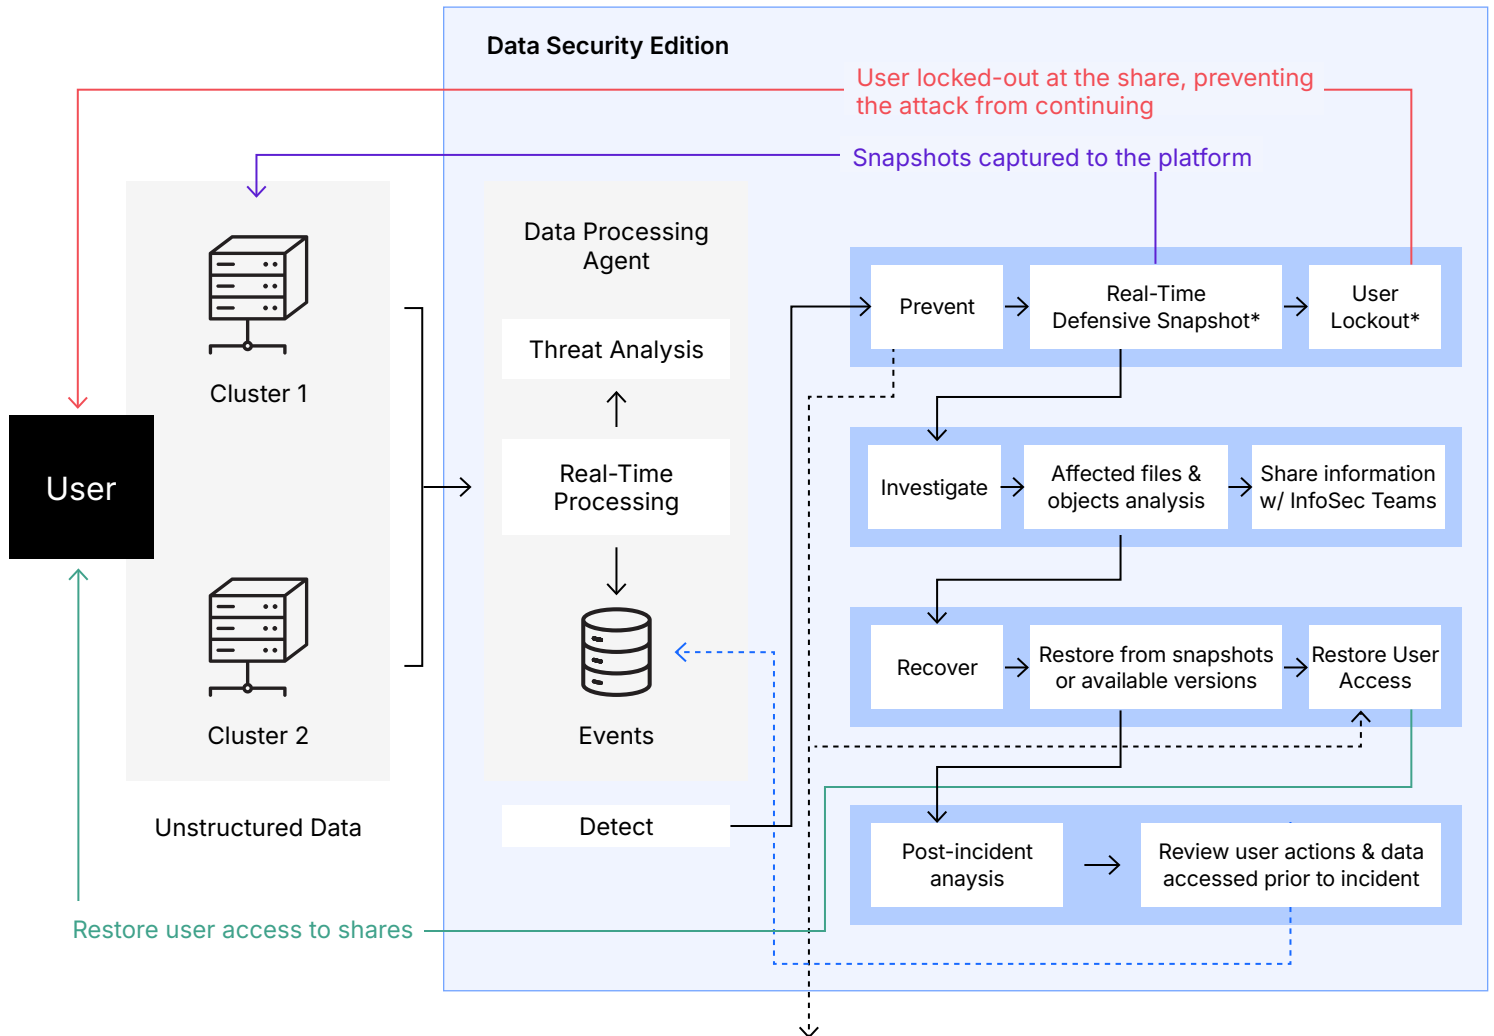 Data Security Edition
User locked-out at the share, preventing
the attack from continuing
Snapshots captured to the platform
Data Processing
Agent
Threat Analysis
Real-Time
Processing
Events
Detect
Cluster 1
Cluster 2
User
Unstructured Data
Restore user access to shares
Prevent
Real-Time
Defensive Snapshot*
User
Lockout*
Investigate
Affected files &
objects analysis
Share information
w/ InfoSec Teams
Recover
Restore from snapshots
or available versions
Restore User
Access
Post-incident
anaysis
Review user actions & data
accessed prior to incident